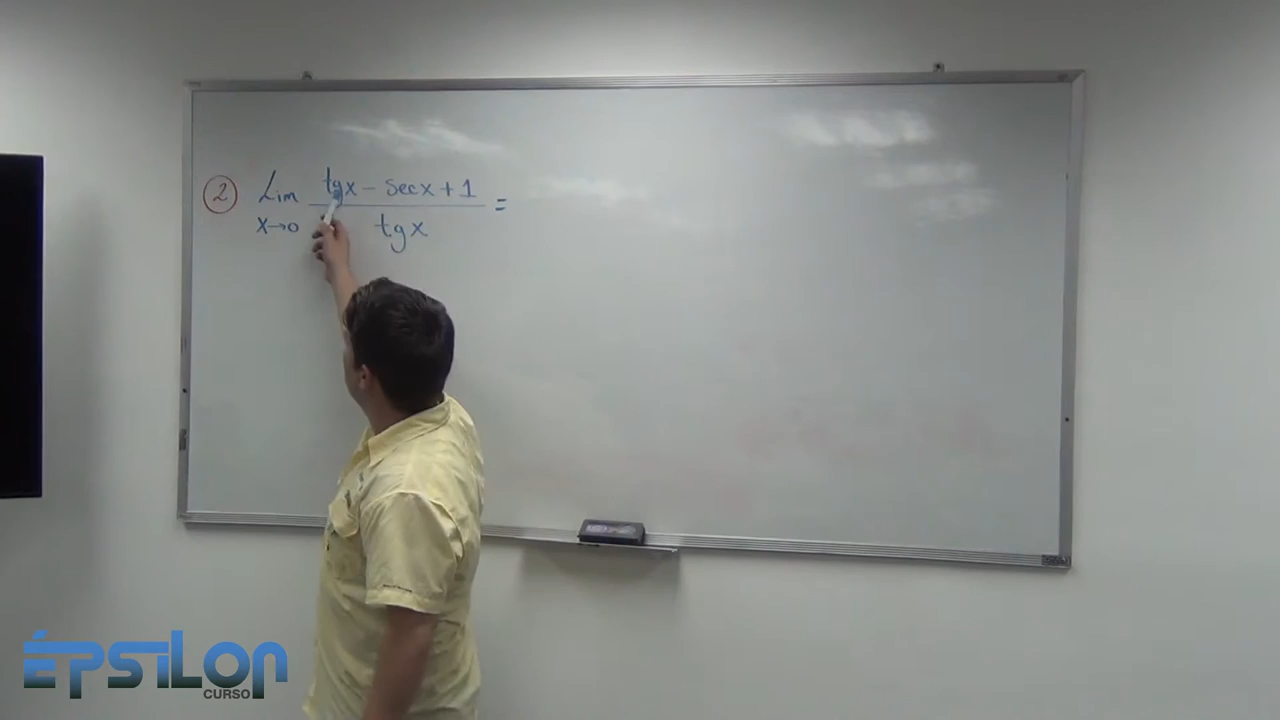 2 Lim tgx - secx + 1 =
x→0 tgx
ÉPSILON
CURSO